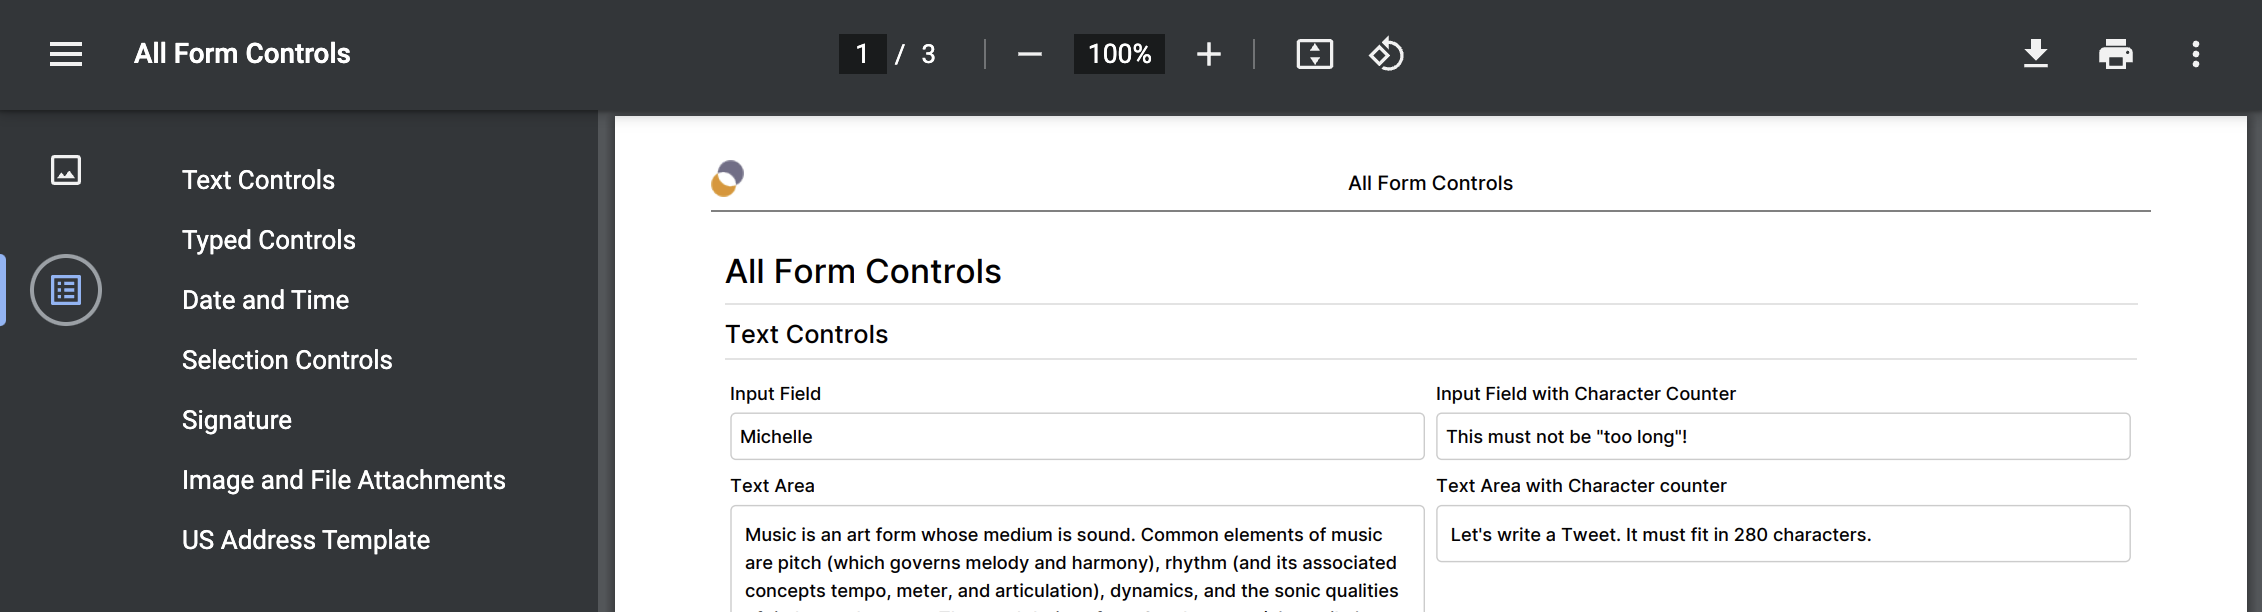 All Form Controls
1 / 3
100%
Text Controls
Typed Controls
Date and Time
Selection Controls
Signature
Image and File Attachments
US Address Template
All Form Controls
All Form Controls
Text Controls
Input Field
Michelle
Input Field with Character Counter
This must not be "too long"!
Text Area
Music is an art form whose medium is sound. Common elements of music
are pitch (which governs melody and harmony), rhythm (and its associated
concepts tempo, meter, and articulation), dynamics, and the sonic qualities
Text Area with Character counter
Let's write a Tweet. It must fit in 280 characters.